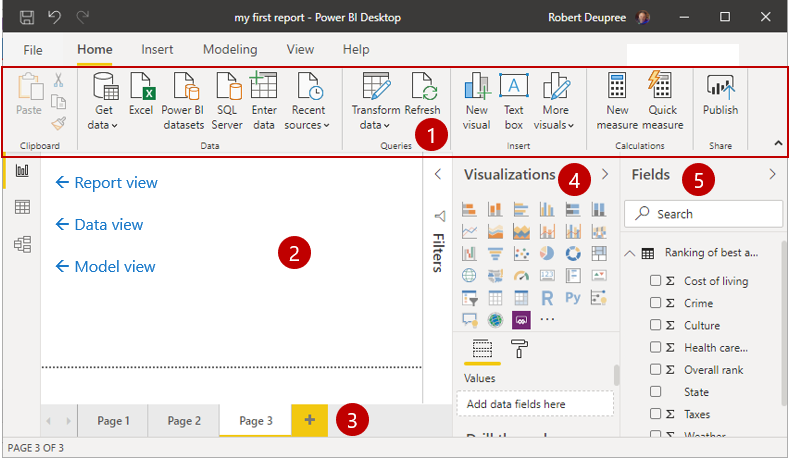 my first report - Power BI Desktop
Robert Deupree
File Home Insert Modeling View Help
Paste
Get data
Excel
Power BI datasets
SQL Server
Enter data
Recent sources
Transform data
Refresh
New visual
Text box
More visuals
New measure
Quick measure
Publish
1
Clipboard Data Queries Insert Calculations Share
← Report view
← Data view
← Model view
2
Filters
Visualizations 4
R Py
Values
Add data fields here
Fields 5
Search
Ranking of best a...
Σ Cost of living
Σ Crime
Σ Culture
Σ Health care...
Σ Overall rank
State
Σ Taxes
Page 1 Page 2 Page 3 + 3
PAGE 3 OF 3